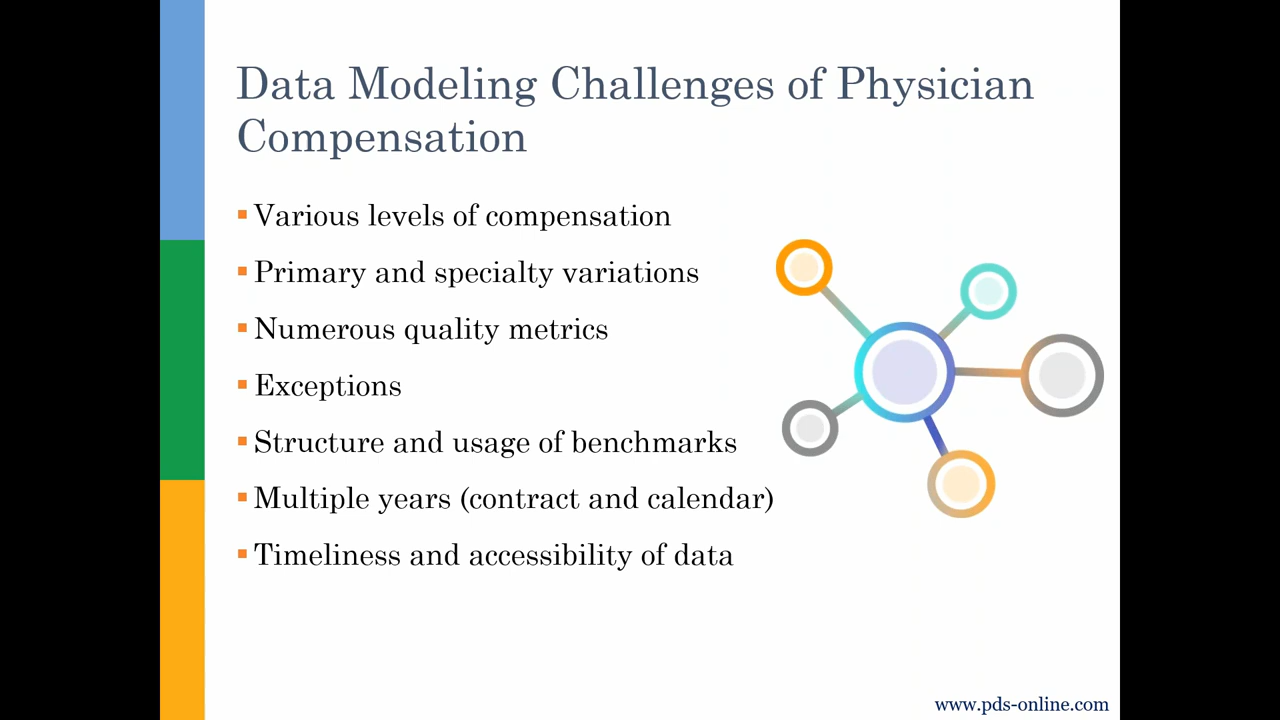 Data Modeling Challenges of Physician
Compensation
Various levels of compensation
Primary and specialty variations
Numerous quality metrics
Exceptions
Structure and usage of benchmarks
Multiple years (contract and calendar)
Timeliness and accessibility of data
www.pds-online.com